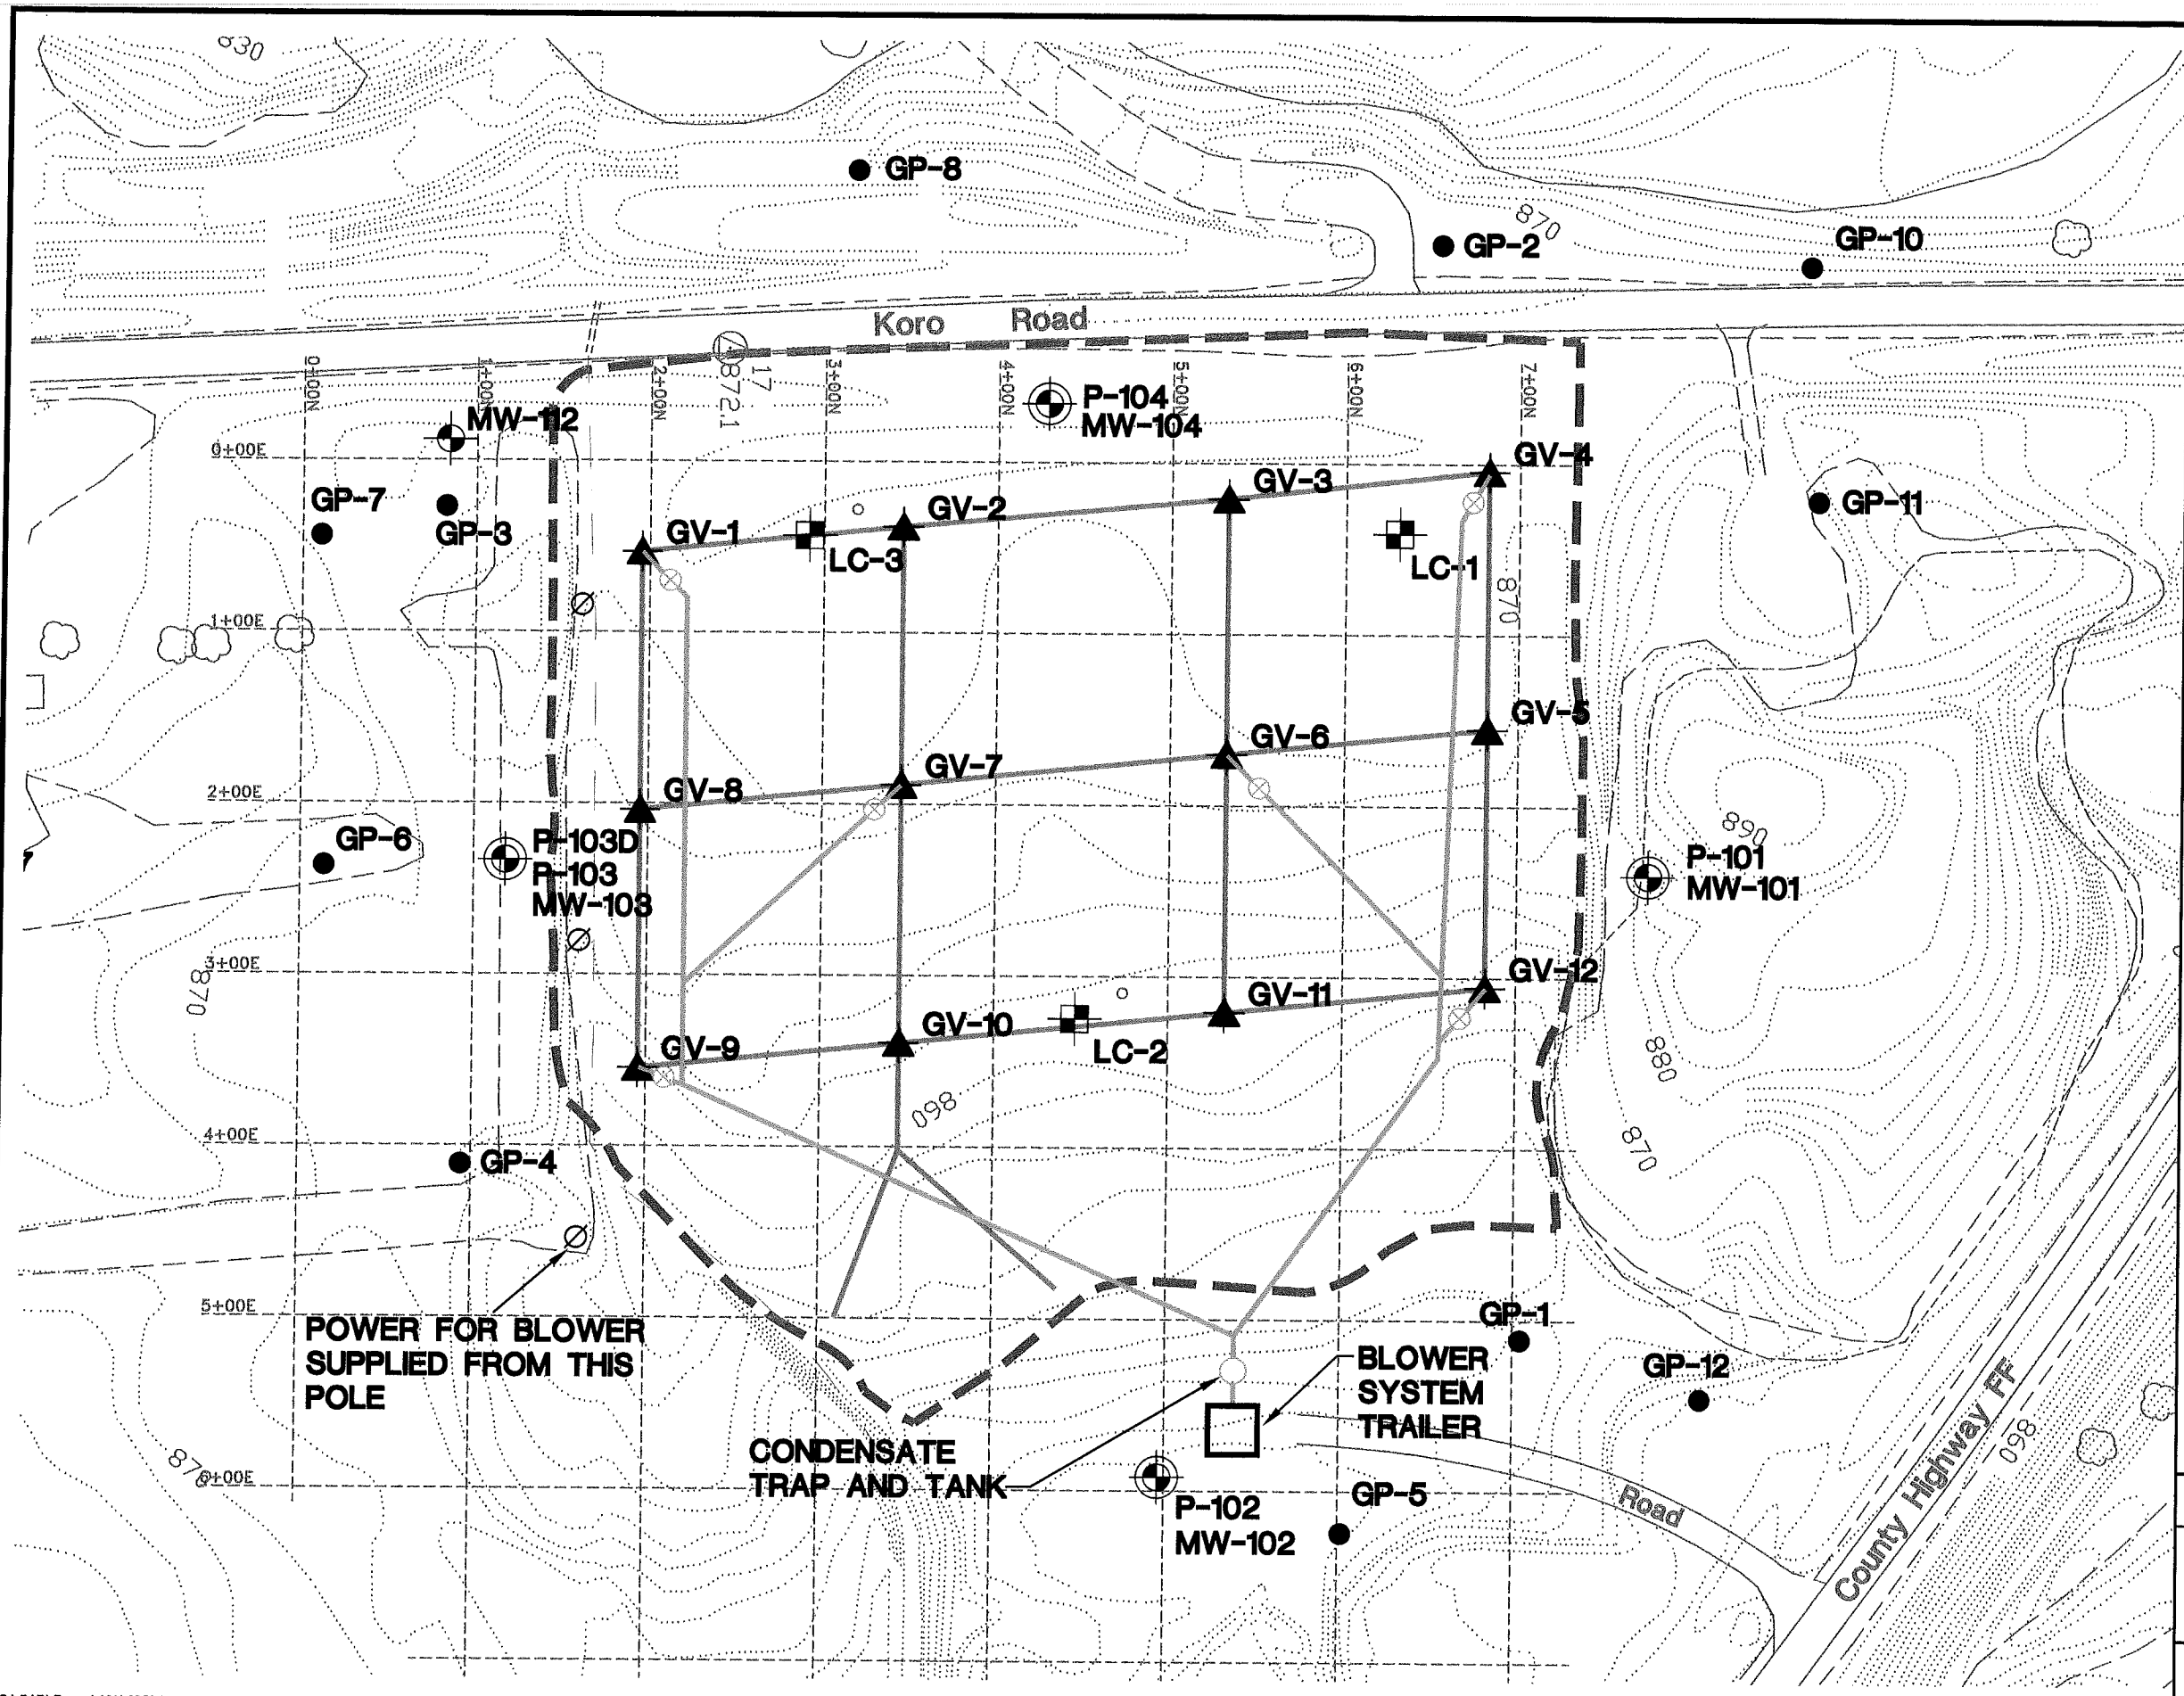 830
GP-8
870
GP-2
GP-10
Koro Road
0+00N
1+00N
2+00N
17
8721
3+00N
4+00N
5+00N
6+00N
7+00N
P-104
MW-104
MW-112
0+00E
GP-7
GP-3
GV-1
LC-3
GV-2
GV-3
GV-4
LC-1
GP-11
870
1+00E
GV-5
GV-6
GV-7
GV-8
2+00E
GP-6
P-103D
P-103
MW-103
890
P-101
MW-101
3+00E
870
GV-9
GV-10
GV-11
GV-12
LC-2
860
880
870
4+00E
GP-4
5+00E
POWER FOR BLOWER
SUPPLIED FROM THIS
POLE
GP-1
GP-12
BLOWER
SYSTEM
TRAILER
CONDENSATE
TRAP AND TANK
870
6+00E
P-102
MW-102
GP-5
Road
County Highway FF
860